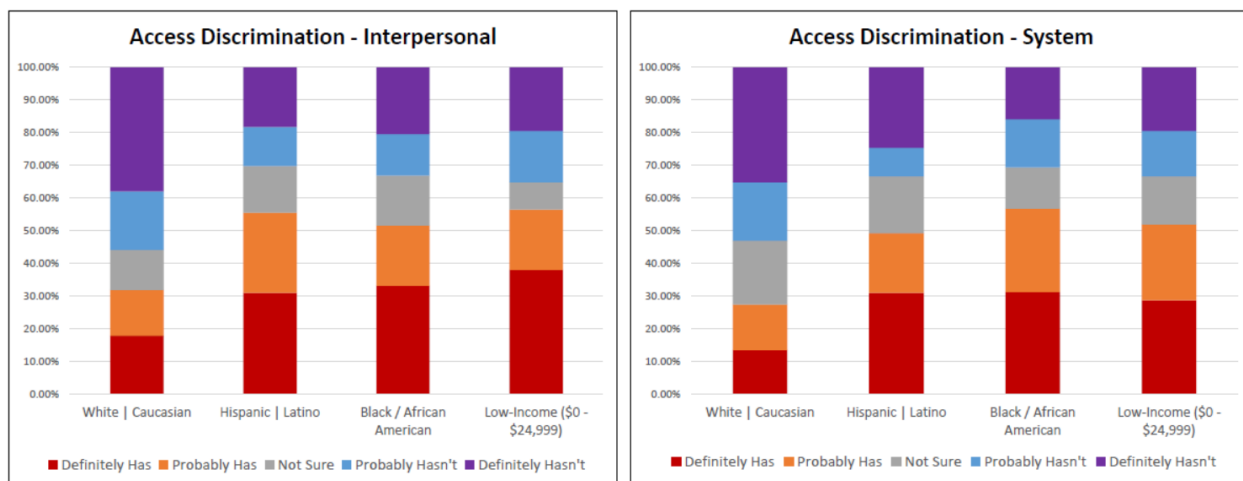 Access Discrimination - Interpersonal
100.00%
90.00%
80.00%
70.00%
60.00%
50.00%
40.00%
30.00%
20.00%
10.00%
0.00%
White | Caucasian
Hispanic | Latino
Black / African
American
Low-Income ($0 -
$24,999)
Definitely Has
Probably Has
Not Sure
Probably Hasn't
Definitely Hasn't
Access Discrimination - System
100.00%
90.00%
80.00%
70.00%
60.00%
50.00%
40.00%
30.00%
20.00%
10.00%
0.00%
White | Caucasian
Hispanic | Latino
Black / African
American
Low-Income ($0 -
$24,999)
Definitely Has
Probably Has
Not Sure
Probably Hasn't
Definitely Hasn't